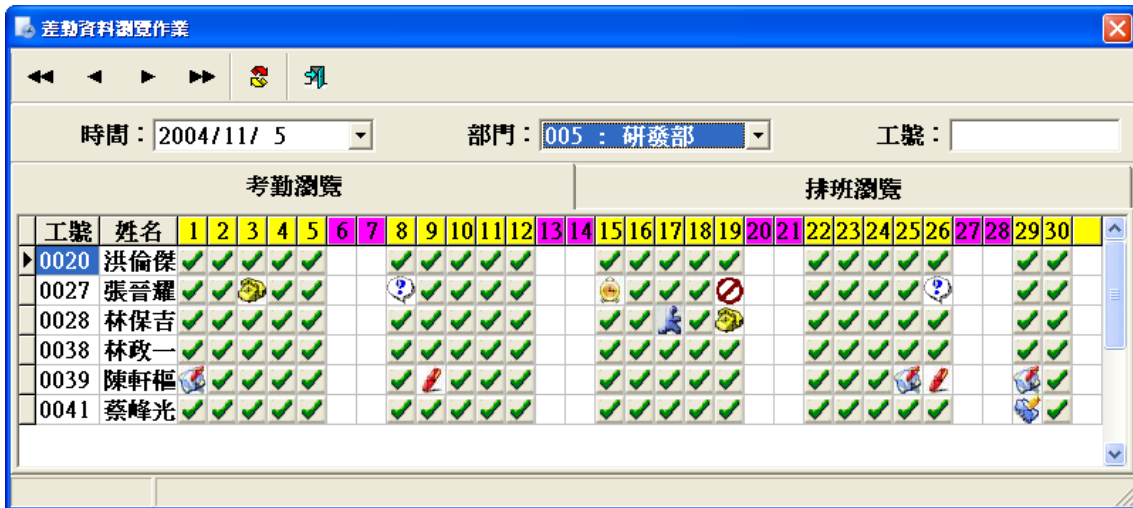 差勤資料瀏覽作業
時間：2004/11/ 5 部門：005 : 研發部 工號：
考勤瀏覽 排班瀏覽
工號 姓名 1 2 3 4 5 6 7 8 9 10 11 12 13 14 15 16 17 18 19 20 21 22 23 24 25 26 27 28 29 30
0020 洪倫傑
0027 張晉耀
0028 林保吉
0038 林政一
0039 陳軒樞
0041 蔡峰光